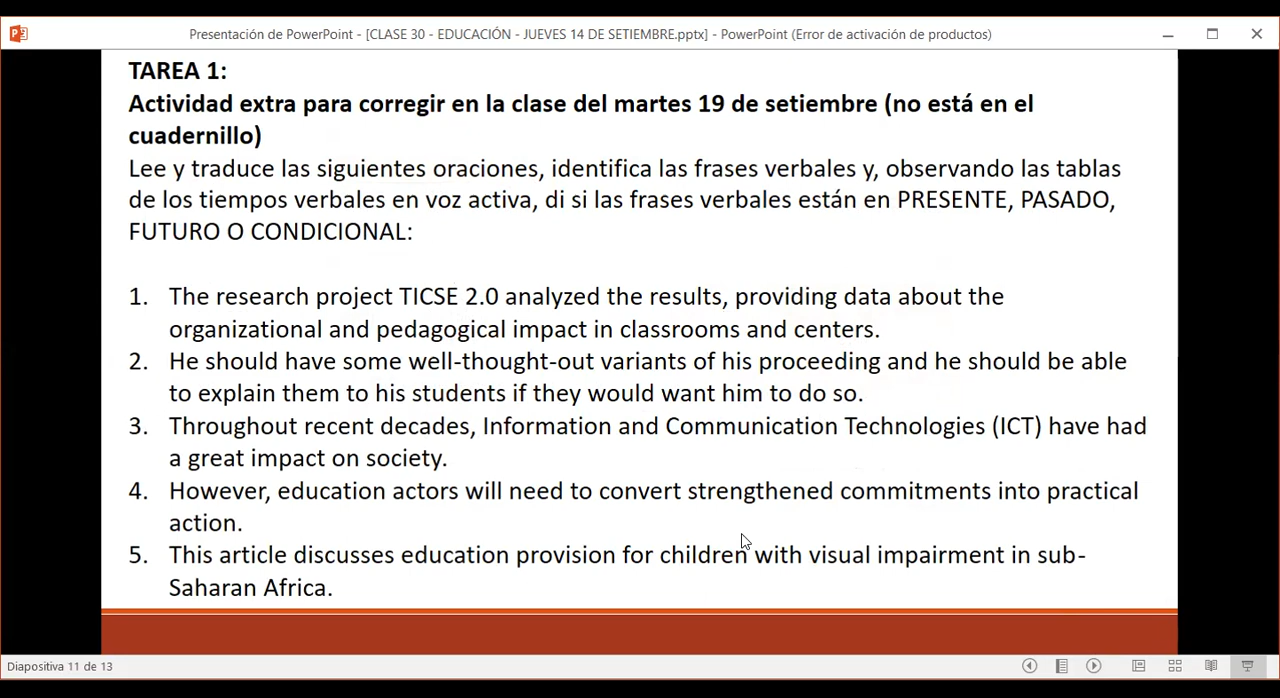 Presentación de PowerPoint - [CLASE 30 - EDUCACIÓN - JUEVES 14 DE SETIEMBRE.pptx] - PowerPoint (Error de activación de productos)
TAREA 1:
Actividad extra para corregir en la clase del martes 19 de setiembre (no está en el
cuadernillo)
Lee y traduce las siguientes oraciones, identifica las frases verbales y, observando las tablas
de los tiempos verbales en voz activa, di si las frases verbales están en PRESENTE, PASADO,
FUTURO O CONDICIONAL:
1. The research project TICSE 2.0 analyzed the results, providing data about the
organizational and pedagogical impact in classrooms and centers.
2. He should have some well-thought-out variants of his proceeding and he should be able
to explain them to his students if they would want him to do so.
3. Throughout recent decades, Information and Communication Technologies (ICT) have had
a great impact on society.
4. However, education actors will need to convert strengthened commitments into practical
action.
5. This article discusses education provision for children with visual impairment in sub-
Saharan Africa.
Diapositiva 11 de 13